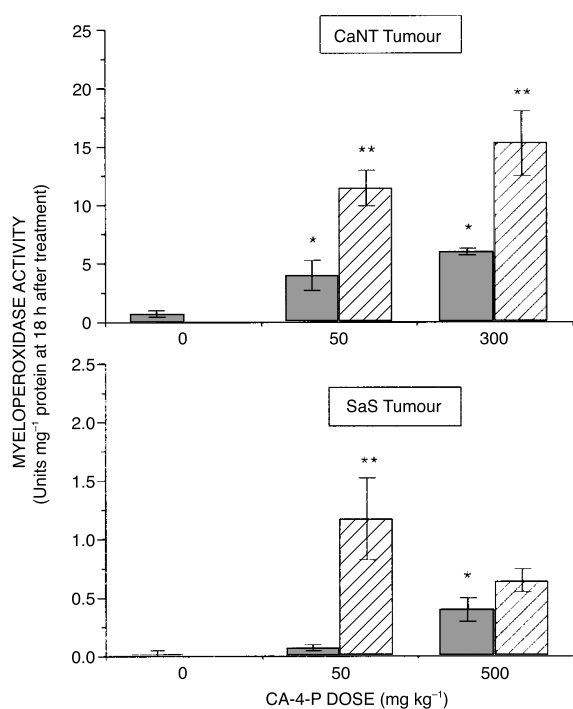 CaNT Tumour
25
20
15
10
5
0
* ** * **
0 50 300
MYELOPEROXIDASE ACTIVITY
(Units mg⁻¹ protein at 18 h after treatment)
SaS Tumour
2.5
2.0
1.5
1.0
0.5
0.0
** *
0 50 500
CA-4-P DOSE (mg kg⁻¹)